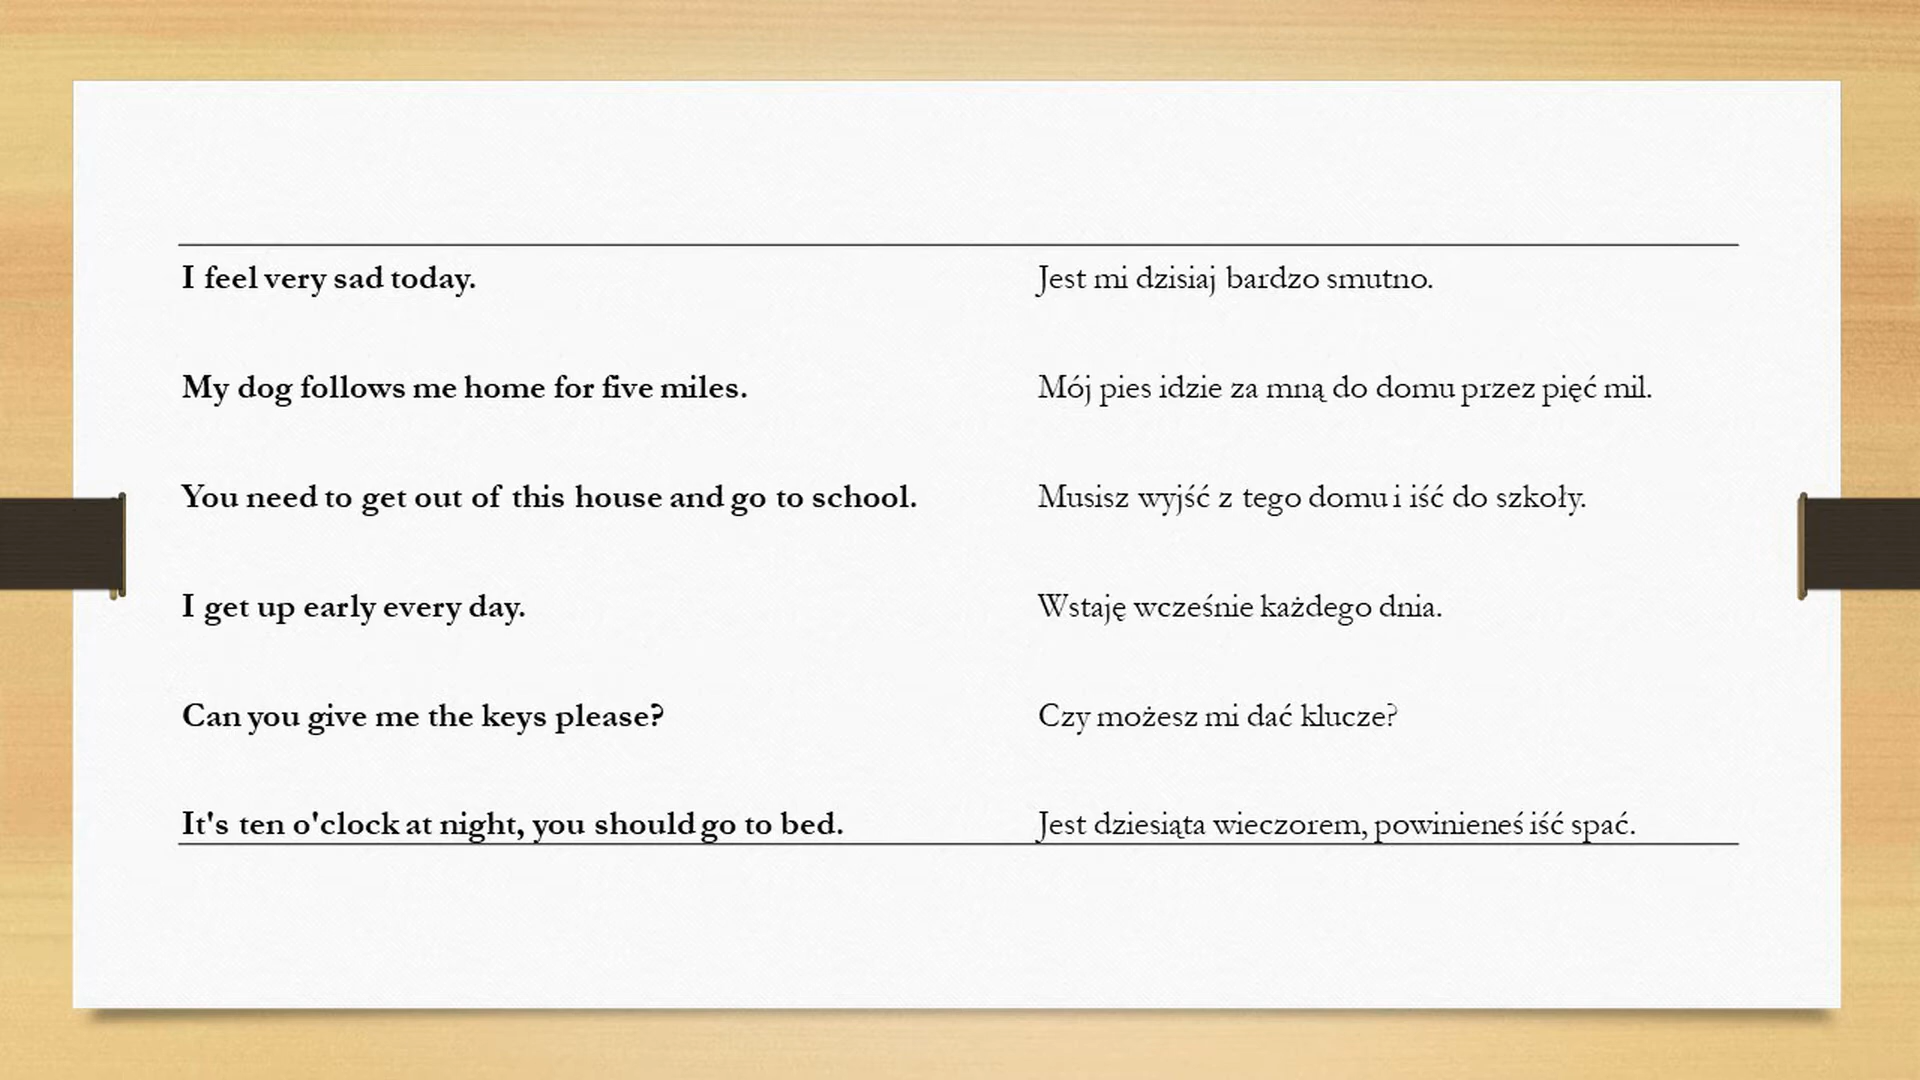 I feel very sad today. Jest mi dzisiaj bardzo smutno.
My dog follows me home for five miles. Mój pies idzie za mną do domu przez pięć mil.
You need to get out of this house and go to school. Musisz wyjść z tego domu i iść do szkoły.
I get up early every day. Wstaję wcześnie każdego dnia.
Can you give me the keys please? Czy możesz mi dać klucze?
It's ten o'clock at night, you should go to bed. Jest dziesiąta wieczorem, powinieneś iść spać.